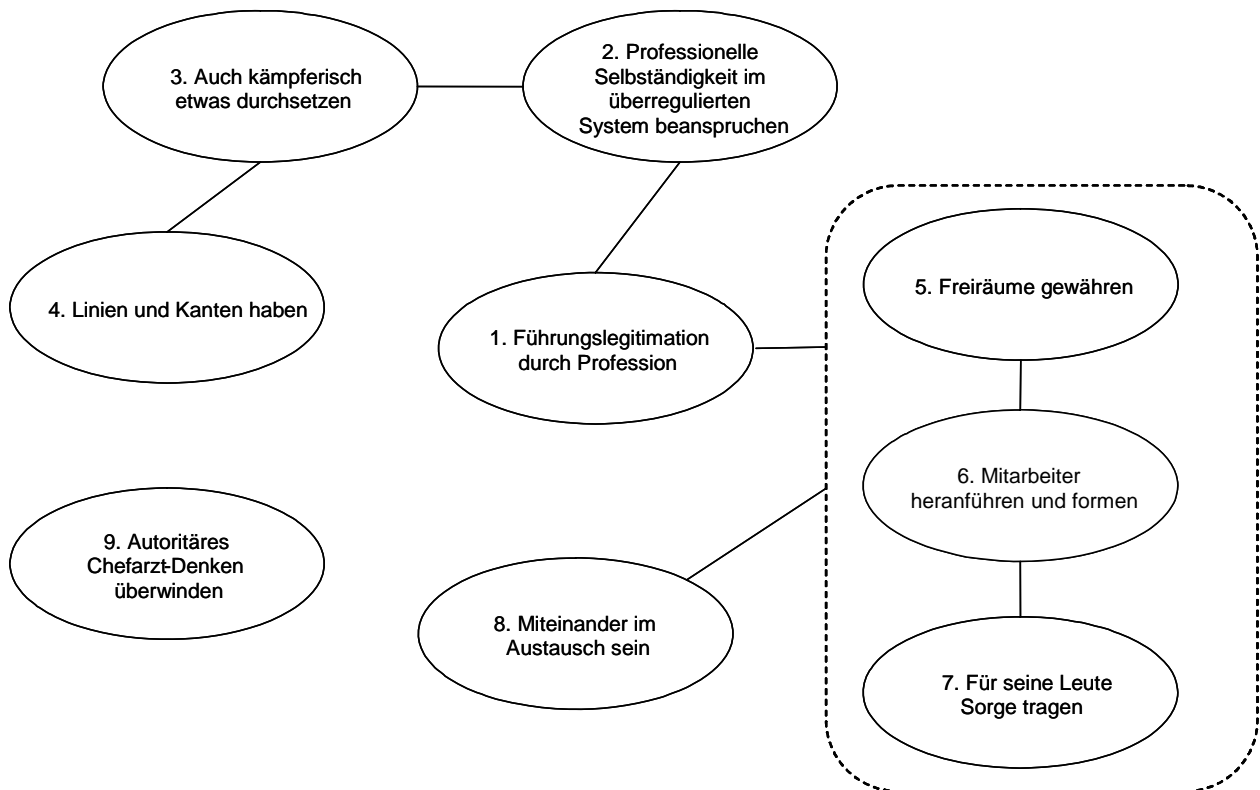 3. Auch kämpferisch
etwas durchsetzen
2. Professionelle
Selbständigkeit im
überregulierten
System beanspruchen
4. Linien und Kanten haben
1. Führungslegitimation
durch Profession
5. Freiräume gewähren
6. Mitarbeiter
heranführen und formen
9. Autoritäres
Chefarzt-Denken
überwinden
8. Miteinander im
Austausch sein
7. Für seine Leute
Sorge tragen